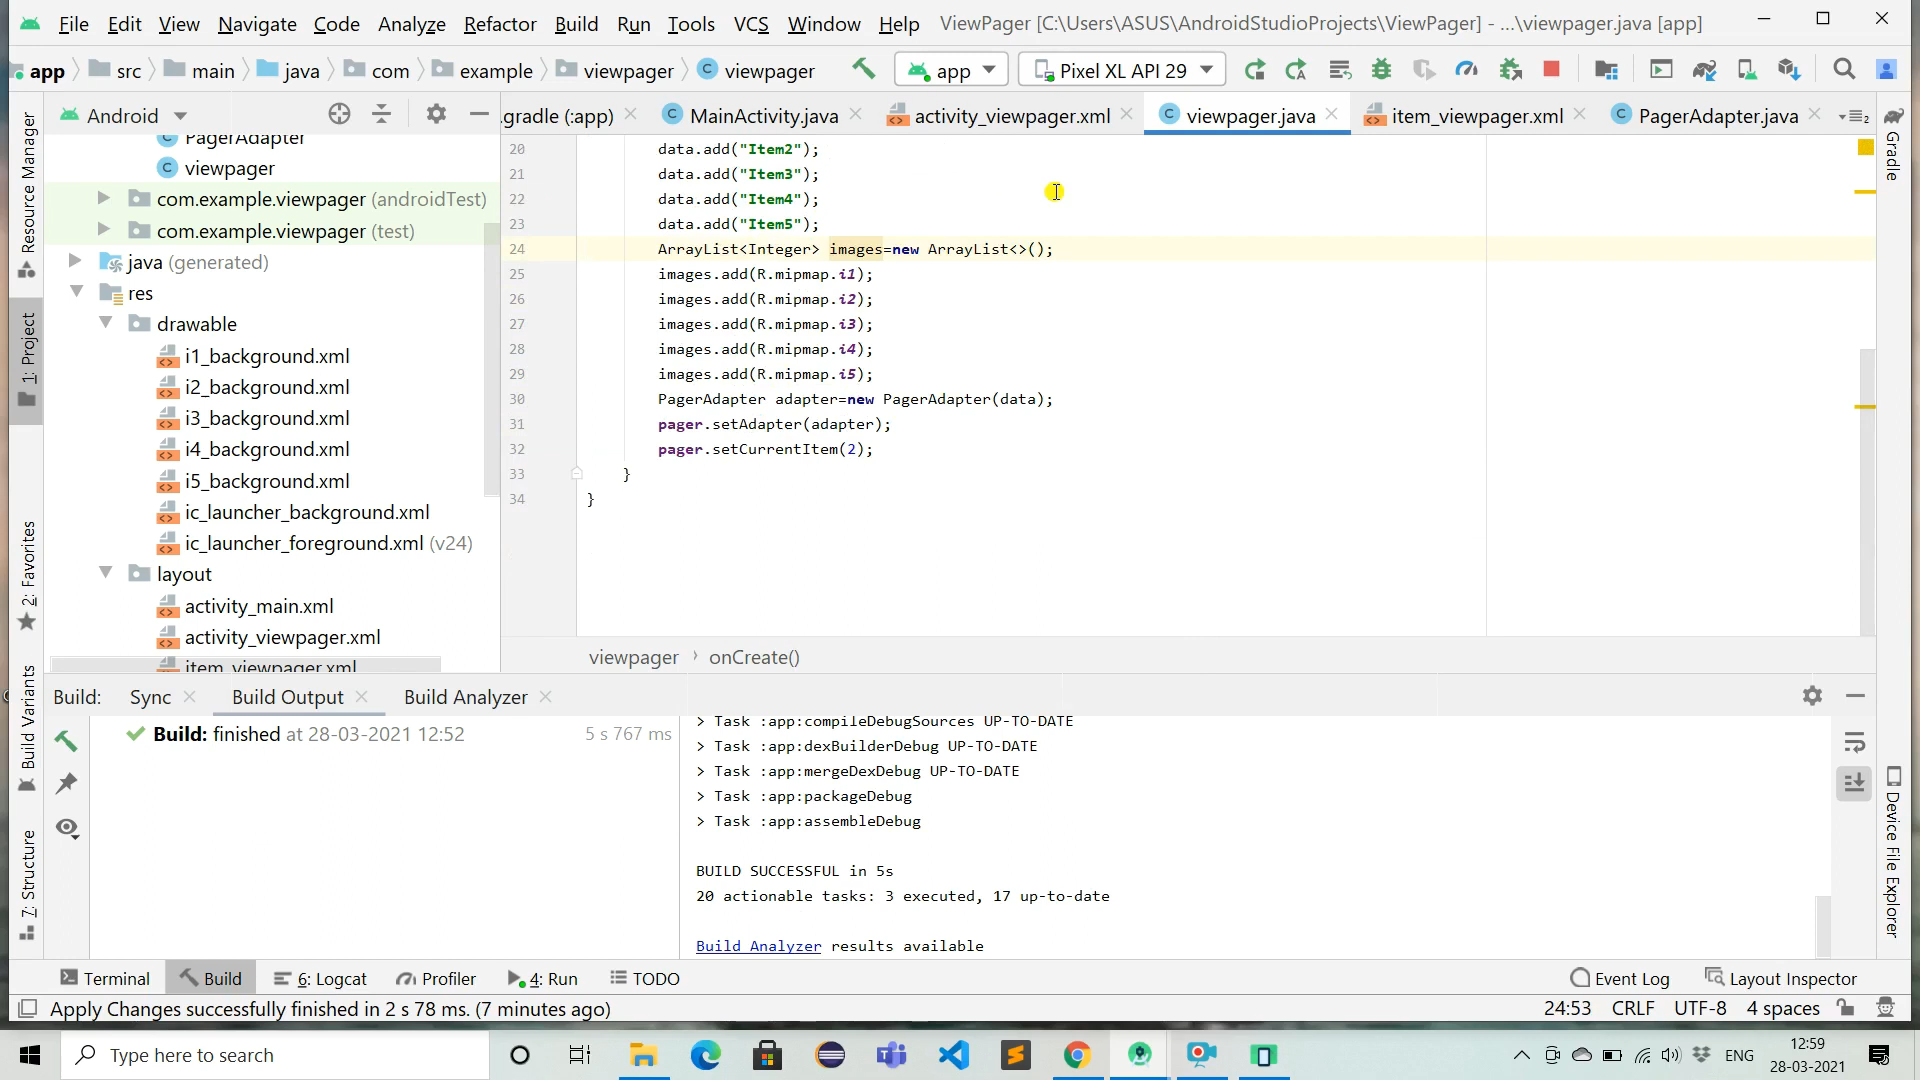 File Edit View Navigate Code Analyze Refactor Build Run Tools VCS Window Help ViewPager [C:\Users\ASUS\AndroidStudioProjects\ViewPager] - ...\viewpager.java [app]
app src main java com example viewpager viewpager app Pixel XL API 29
Android
.gradle (:app) MainActivity.java activity_viewpager.xml viewpager.java item_viewpager.xml PagerAdapter.java
Resource Manager
1: Project
2: Favorites
Build Variants
7: Structure
PagerAdapter
viewpager
com.example.viewpager (androidTest)
com.example.viewpager (test)
java (generated)
res
drawable
i1_background.xml
i2_background.xml
i3_background.xml
i4_background.xml
i5_background.xml
ic_launcher_background.xml
ic_launcher_foreground.xml (v24)
layout
activity_main.xml
activity_viewpager.xml
item_viewpager.xml
20 data.add("Item2");
21 data.add("Item3");
22 data.add("Item4");
23 data.add("Item5");
24 ArrayList<Integer> images=new ArrayList<>();
25 images.add(R.mipmap.i1);
26 images.add(R.mipmap.i2);
27 images.add(R.mipmap.i3);
28 images.add(R.mipmap.i4);
29 images.add(R.mipmap.i5);
30 PagerAdapter adapter=new PagerAdapter(data);
31 pager.setAdapter(adapter);
32 pager.setCurrentItem(2);
33 }
34 }
viewpager › onCreate()
Gradle
Device File Explorer
Build: Sync Build Output Build Analyzer
Build: finished at 28-03-2021 12:52 5 s 767 ms
> Task :app:compileDebugSources UP-TO-DATE
> Task :app:dexBuilderDebug UP-TO-DATE
> Task :app:mergeDexDebug UP-TO-DATE
> Task :app:packageDebug
> Task :app:assembleDebug
BUILD SUCCESSFUL in 5s
20 actionable tasks: 3 executed, 17 up-to-date
Build Analyzer results available
Terminal Build 6: Logcat Profiler 4: Run TODO Event Log Layout Inspector
Apply Changes successfully finished in 2 s 78 ms. (7 minutes ago) 24:53 CRLF UTF-8 4 spaces
Type here to search
ENG
12:59
28-03-2021